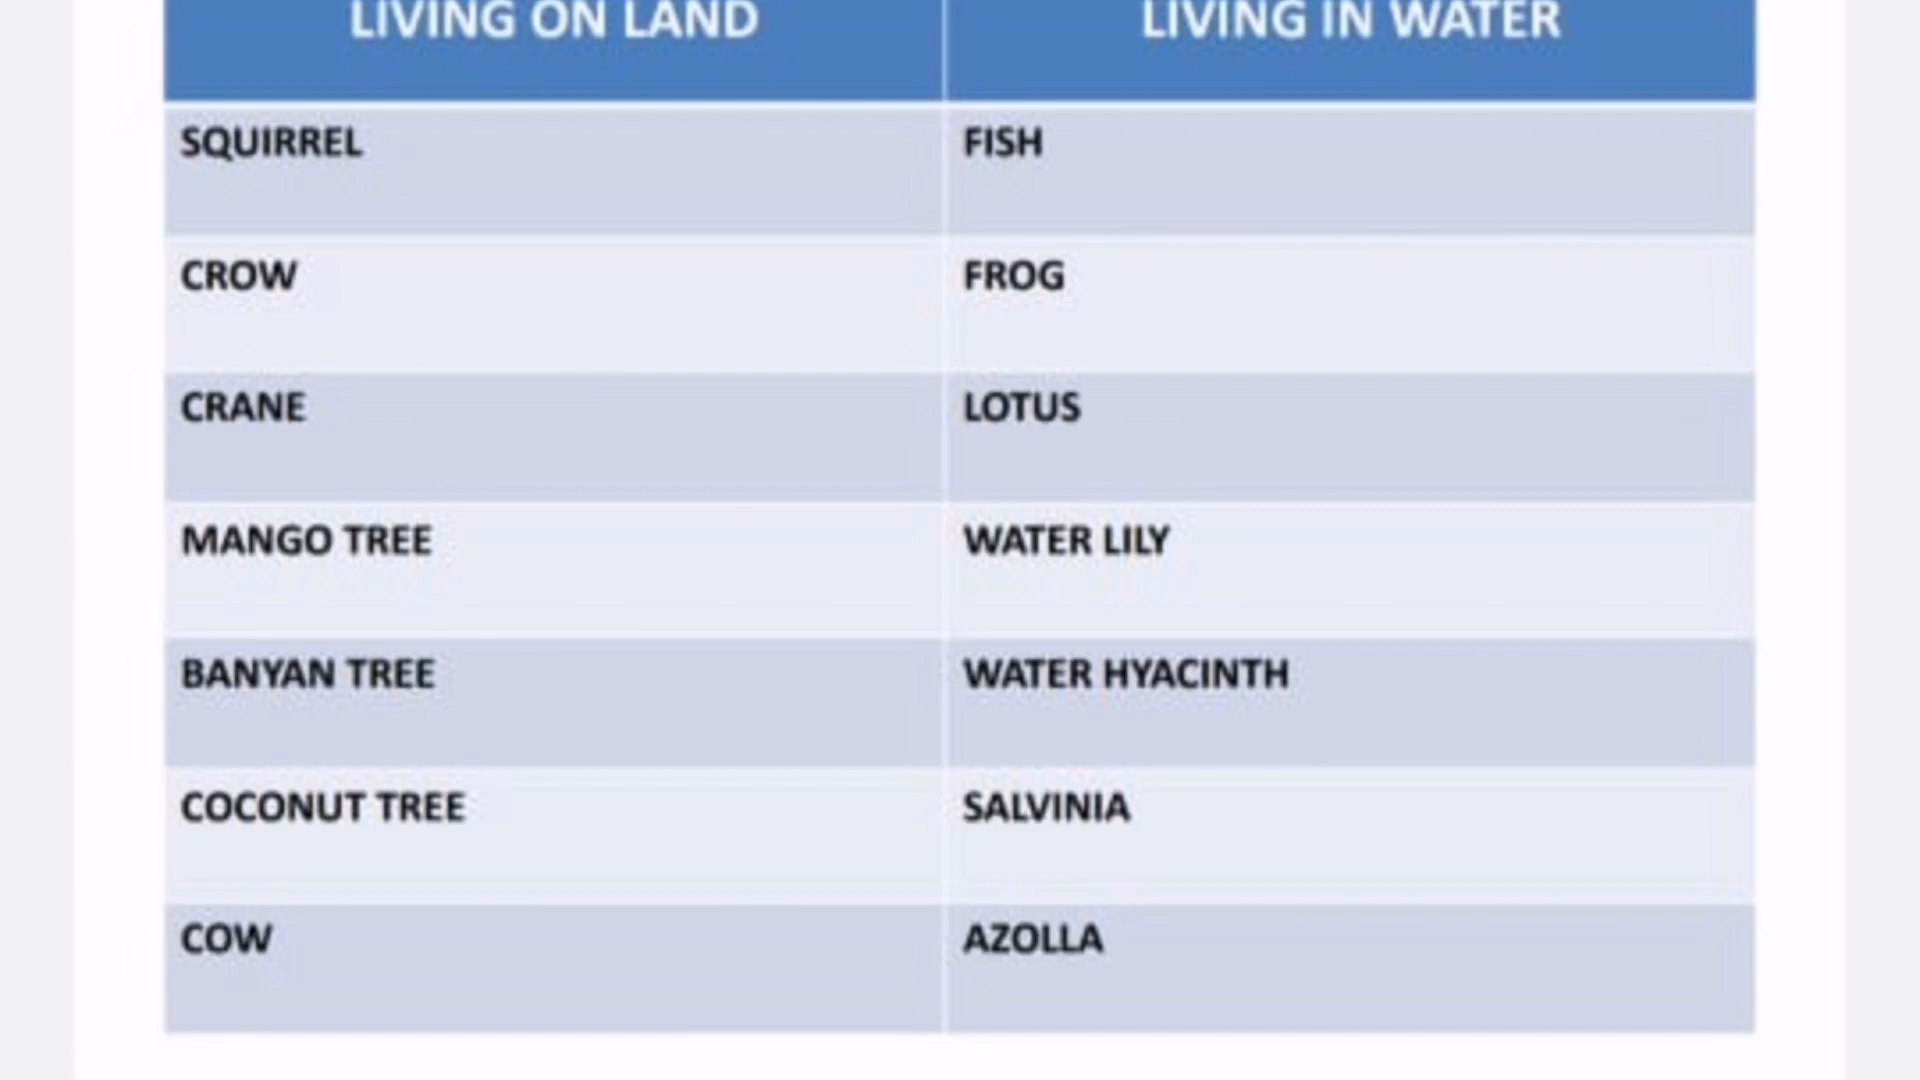 LIVING ON LAND LIVING IN WATER
SQUIRREL FISH
CROW FROG
CRANE LOTUS
MANGO TREE WATER LILY
BANYAN TREE WATER HYACINTH
COCONUT TREE SALVINIA
COW AZOLLA